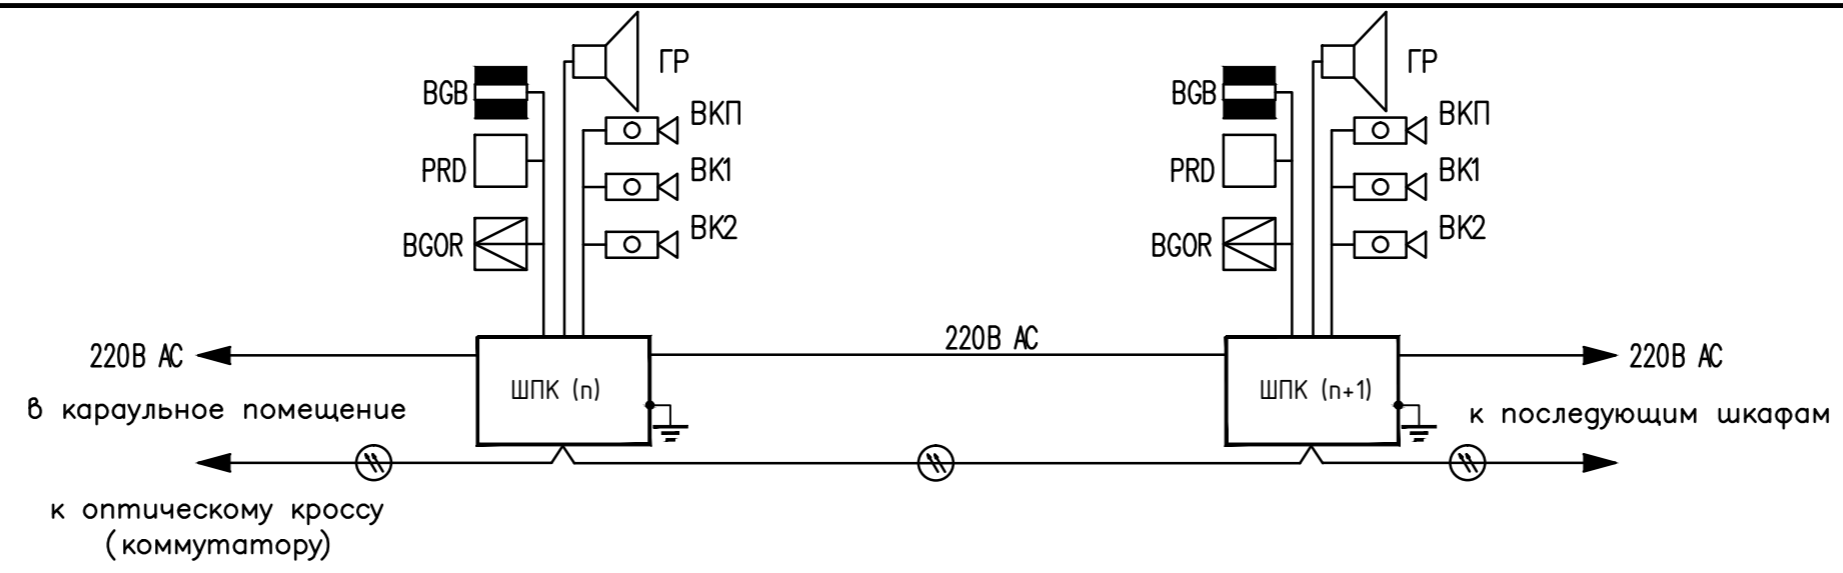 ГР
ГР
BGB
BGB
ВКП
ВКП
PRD
ВК1
PRD
ВК1
BGOR
ВК2
BGOR
ВК2
220В АС
220В АС
220В АС
ШПК (n)
ШПК (n+1)
в караульное помещение
к последующим шкафам
к оптическому кроссу
(коммутатору)